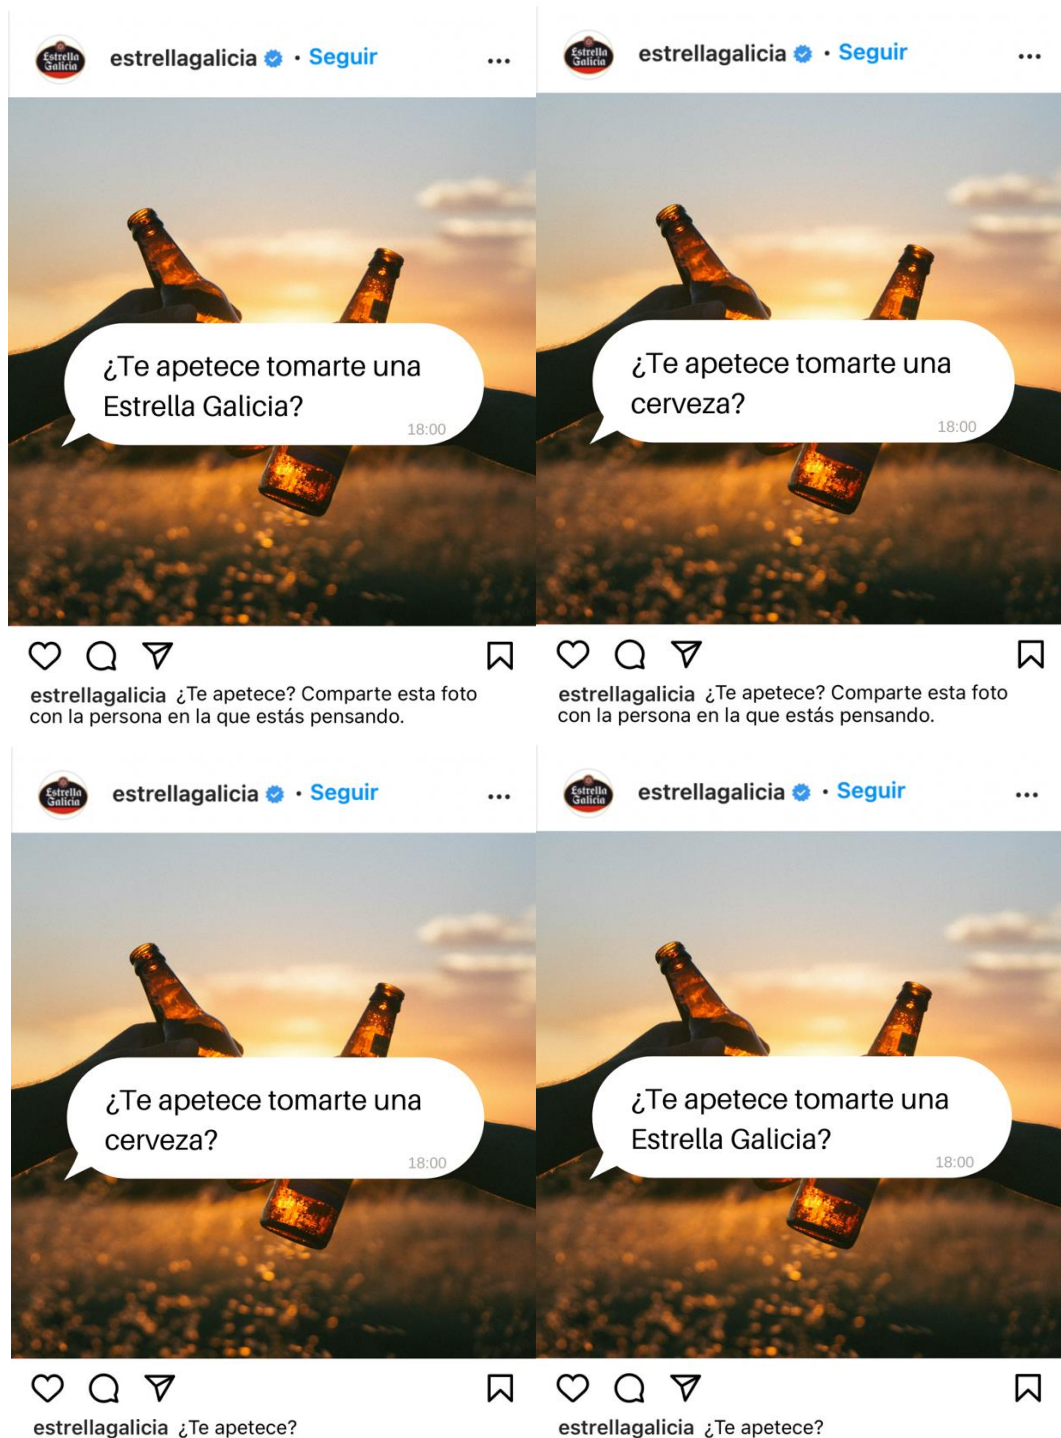 Estrella
Galicia
estrellagalicia • Seguir
¿Te apetece tomarte una
Estrella Galicia?
18:00
estrellagalicia ¿Te apetece? Comparte esta foto
con la persona en la que estás pensando.
Estrella
Galicia
estrellagalicia • Seguir
¿Te apetece tomarte una
cerveza?
18:00
estrellagalicia ¿Te apetece? Comparte esta foto
con la persona en la que estás pensando.
Estrella
Galicia
estrellagalicia • Seguir
¿Te apetece tomarte una
cerveza?
18:00
estrellagalicia ¿Te apetece?
Estrella
Galicia
estrellagalicia • Seguir
¿Te apetece tomarte una
Estrella Galicia?
18:00
estrellagalicia ¿Te apetece?